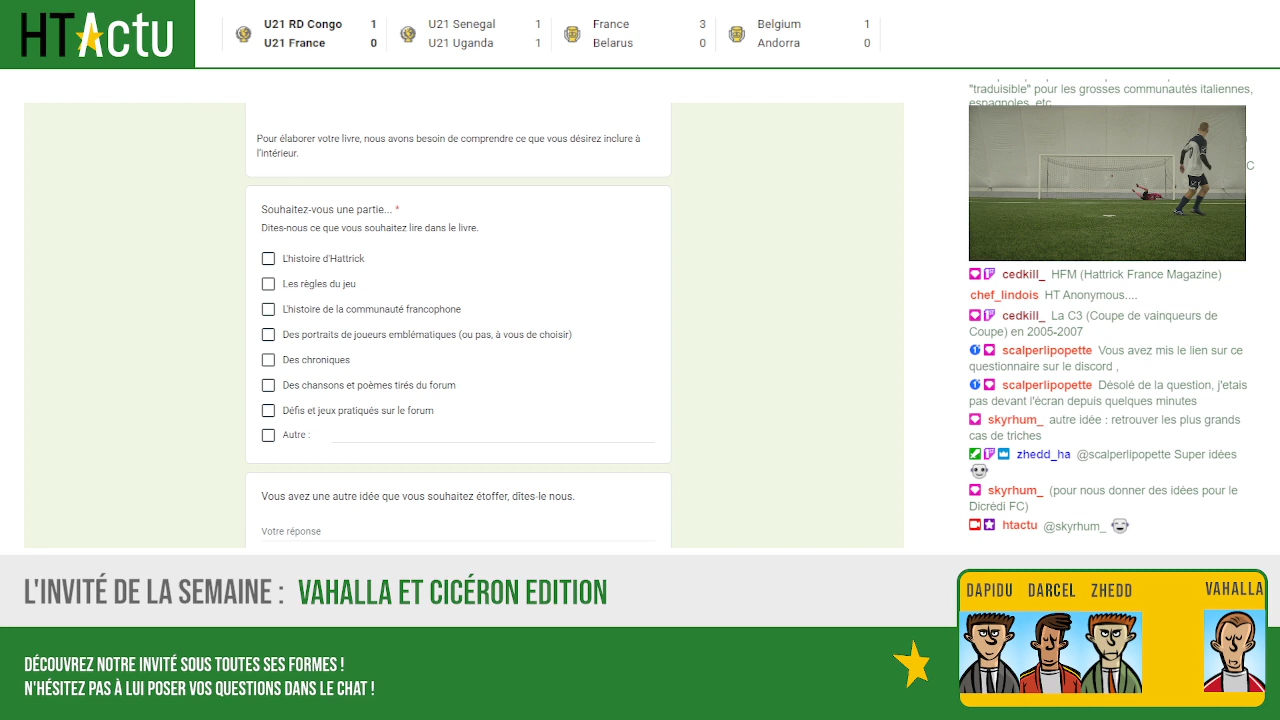 HTActu
U21 RD Congo 1
U21 France 0
U21 Senegal 1
U21 Uganda 1
France 3
Belarus 0
Belgium 1
Andorra 0
Pour élaborer votre livre, nous avons besoin de comprendre ce que vous désirez inclure à
l'intérieur.
Souhaitez-vous une partie... *
Dites-nous ce que vous souhaitez lire dans le livre.
L'histoire d'Hattrick
Les règles du jeu
L'histoire de la communauté francophone
Des portraits de joueurs emblématiques (ou pas, à vous de choisir)
Des chroniques
Des chansons et poèmes tirés du forum
Défis et jeux pratiqués sur le forum
Autre :
Vous avez une autre idée que vous souhaitez étoffer, dîtes-le nous.
Votre réponse
"traduisible" pour les grosses communautés italiennes,
espagnoles, etc
C
cedkill_ HFM (Hattrick France Magazine)
chef_lindois HT Anonymous....
cedkill_ La C3 (Coupe de vainqueurs de
Coupe) en 2005-2007
scalperlipopette Vous avez mis le lien sur ce
questionnaire sur le discord ,
scalperlipopette Désolè de la question, j'etais
pas devant l'écran depuis quelques minutes
skyrhum_ autre idée : retrouver les plus grands
cas de triches
zhedd_ha @scalperlipopette Super idées
skyrhum_ (pour nous donner des idées pour le
Dicrédi FC)
htactu @skyrhum_
L'INVITÉ DE LA SEMAINE : VAHALLA ET CICÉRON EDITION
DÉCOUVREZ NOTRE INVITÉ SOUS TOUTES SES FORMES !
N'HÉSITEZ PAS À LUI POSER VOS QUESTIONS DANS LE CHAT !
DAPIDU DARCEL ZHEDD VAHALLA